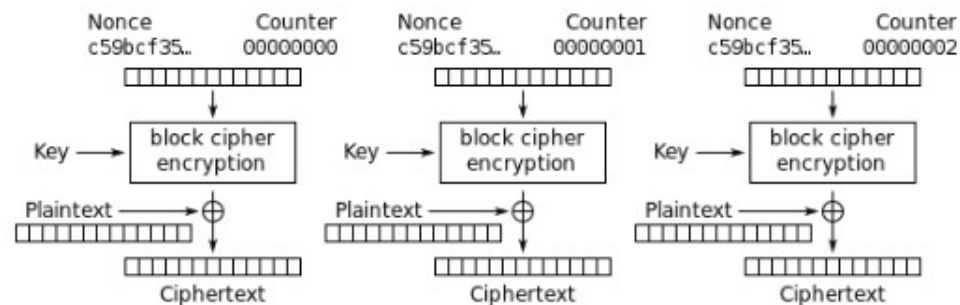 Nonce Counter Nonce Counter Nonce Counter
c59bcf35… 00000000 c59bcf35… 00000001 c59bcf35… 00000002
Key block cipher encryption Key block cipher encryption Key block cipher encryption
Plaintext Plaintext Plaintext
Ciphertext Ciphertext Ciphertext